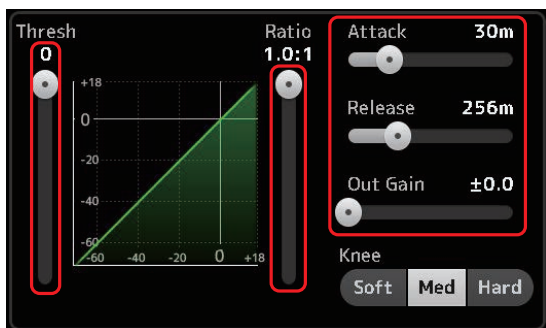 Thresh
0
Ratio
1.0:1
Attack 30m
+18
0
-20
-40
-60
-60 -40 -20 0 +18
Release 256m
Out Gain ±0.0
Knee
Soft Med Hard